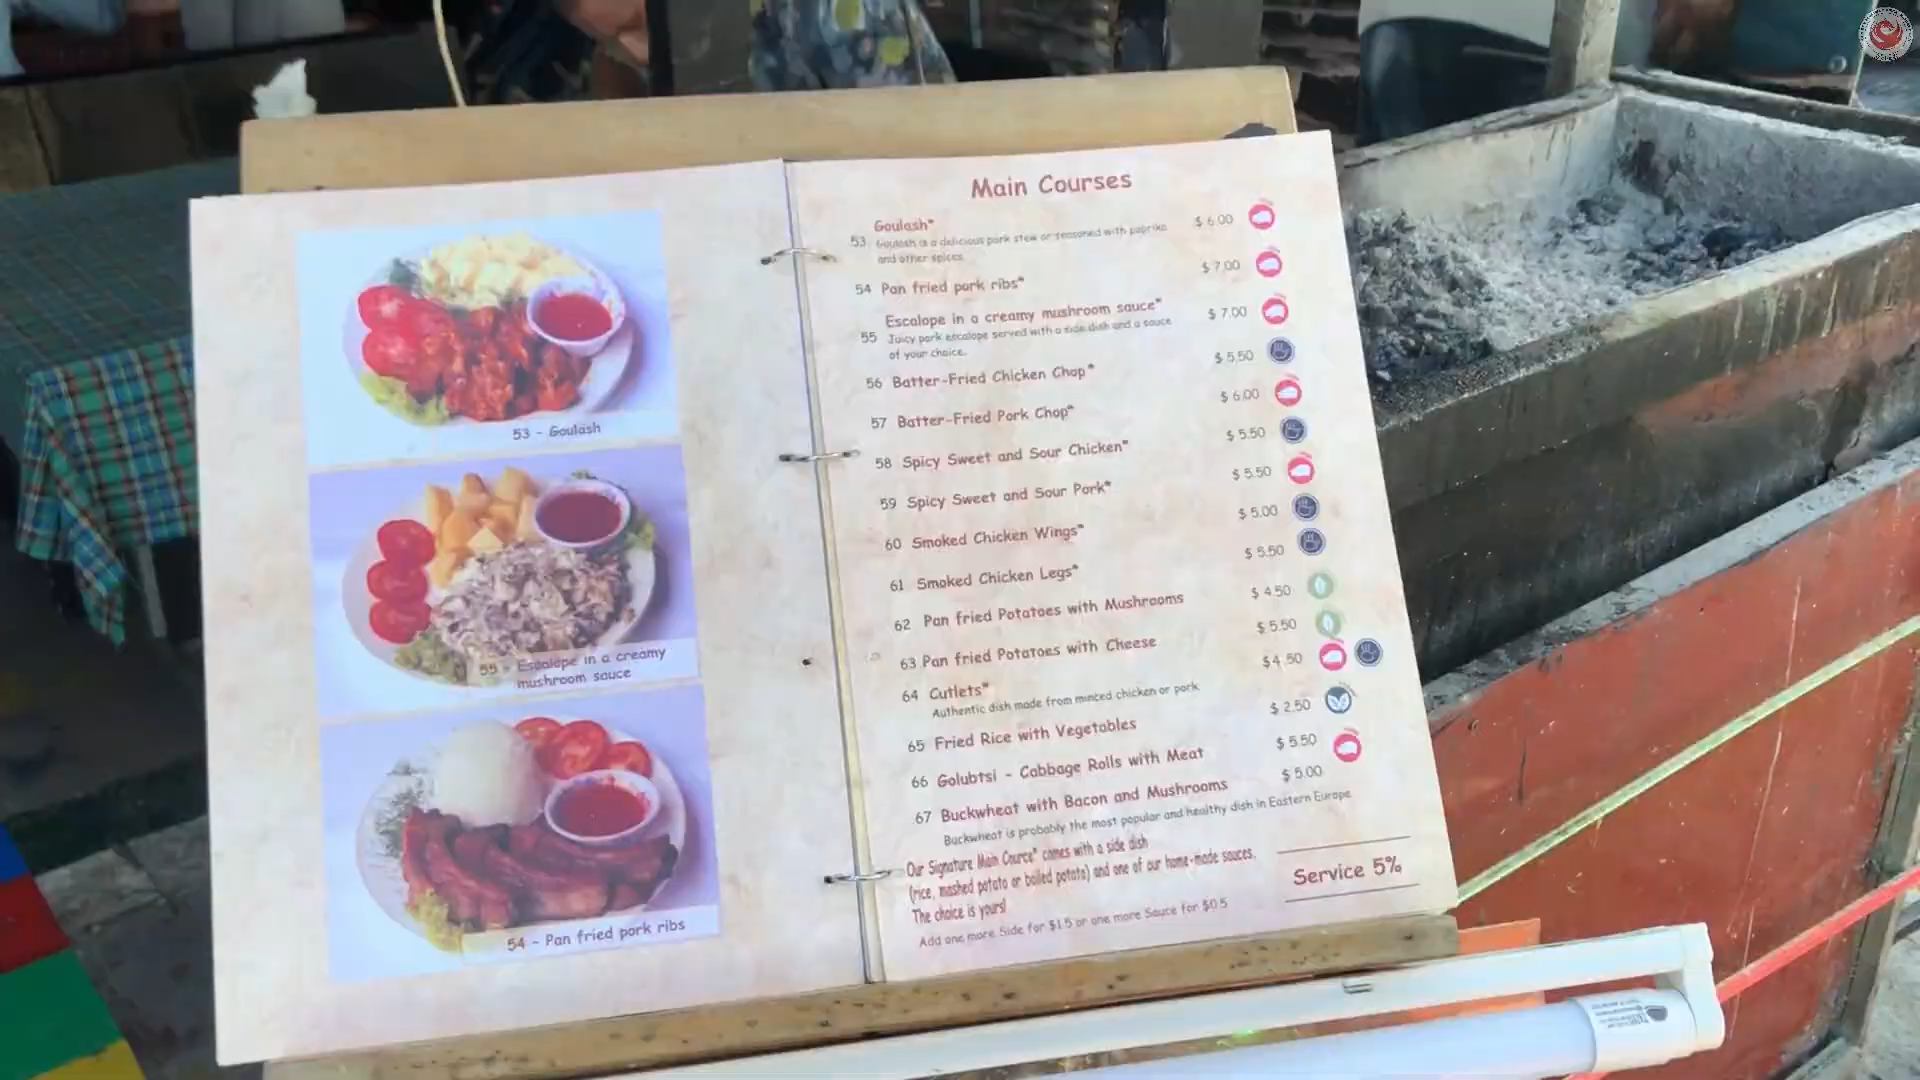 53 - Goulash
55 - Escalope in a creamy
mushroom sauce
54 - Pan fried pork ribs
Main Courses
Goulash* $ 6.00
53 Goulash is a delicious pork stew or seasoned with paprika
and other spices.
54 Pan fried pork ribs* $ 7.00
Escalope in a creamy mushroom sauce* $ 7.00
55 Juicy pork escalope served with a side dish and a sauce
of your choice.
56 Batter-Fried Chicken Chop* $ 5.50
57 Batter-Fried Pork Chop* $ 6.00
58 Spicy Sweet and Sour Chicken* $ 5.50
59 Spicy Sweet and Sour Pork* $ 5.50
60 Smoked Chicken Wings* $ 5.00
61 Smoked Chicken Legs* $ 5.50
62 Pan fried Potatoes with Mushrooms $ 4.50
63 Pan fried Potatoes with Cheese $ 5.50
64 Cutlets* $4.50
Authentic dish made from minced chicken or pork
65 Fried Rice with Vegetables $ 2.50
66 Golubtsi - Cabbage Rolls with Meat $ 5.50
67 Buckwheat with Bacon and Mushrooms $ 5.00
Buckwheat is probably the most popular and healthy dish in Eastern Europe
Our Signature Main Cource* comes with a side dish
(rice, mashed potato or boiled potato) and one of our home-made sauces.
The choice is yours!
Add one more Side for $1.5 or one more Sauce for $0.5
Service 5%